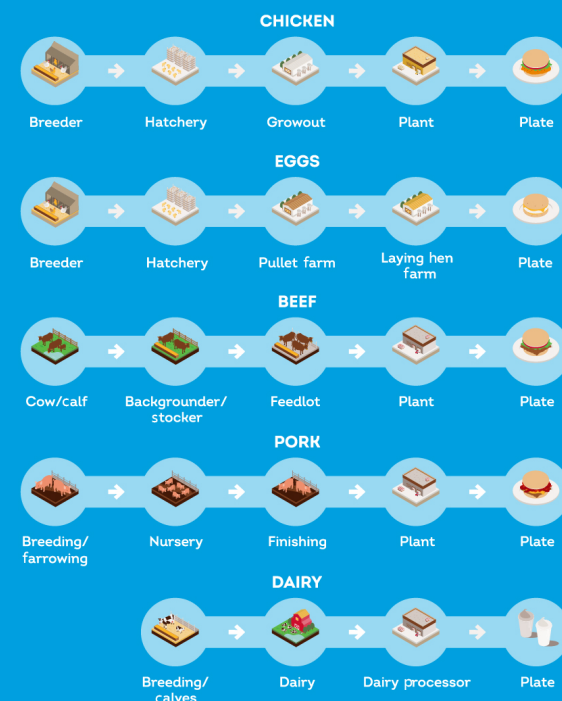 CHICKEN
Breeder
Hatchery
Growout
Plant
Plate
EGGS
Breeder
Hatchery
Pullet farm
Laying hen
farm
Plate
BEEF
Cow/calf
Backgrounder/
stocker
Feedlot
Plant
Plate
PORK
Breeding/
farrowing
Nursery
Finishing
Plant
Plate
DAIRY
Breeding/
calves
Dairy
Dairy processor
Plate